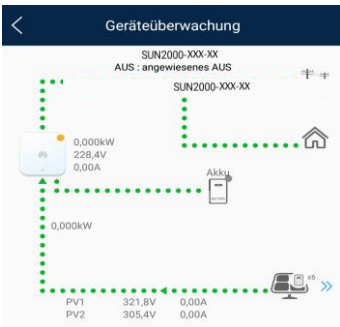 Geräteüberwachung
SUN2000-XXX-XX
AUS : angewiesenes AUS
SUN2000-XXX-XX
0,000kW
228,4V
0,00A
Akku
0,000kW
x6
PV1 321,8V 0,00A
PV2 305,4V 0,00A